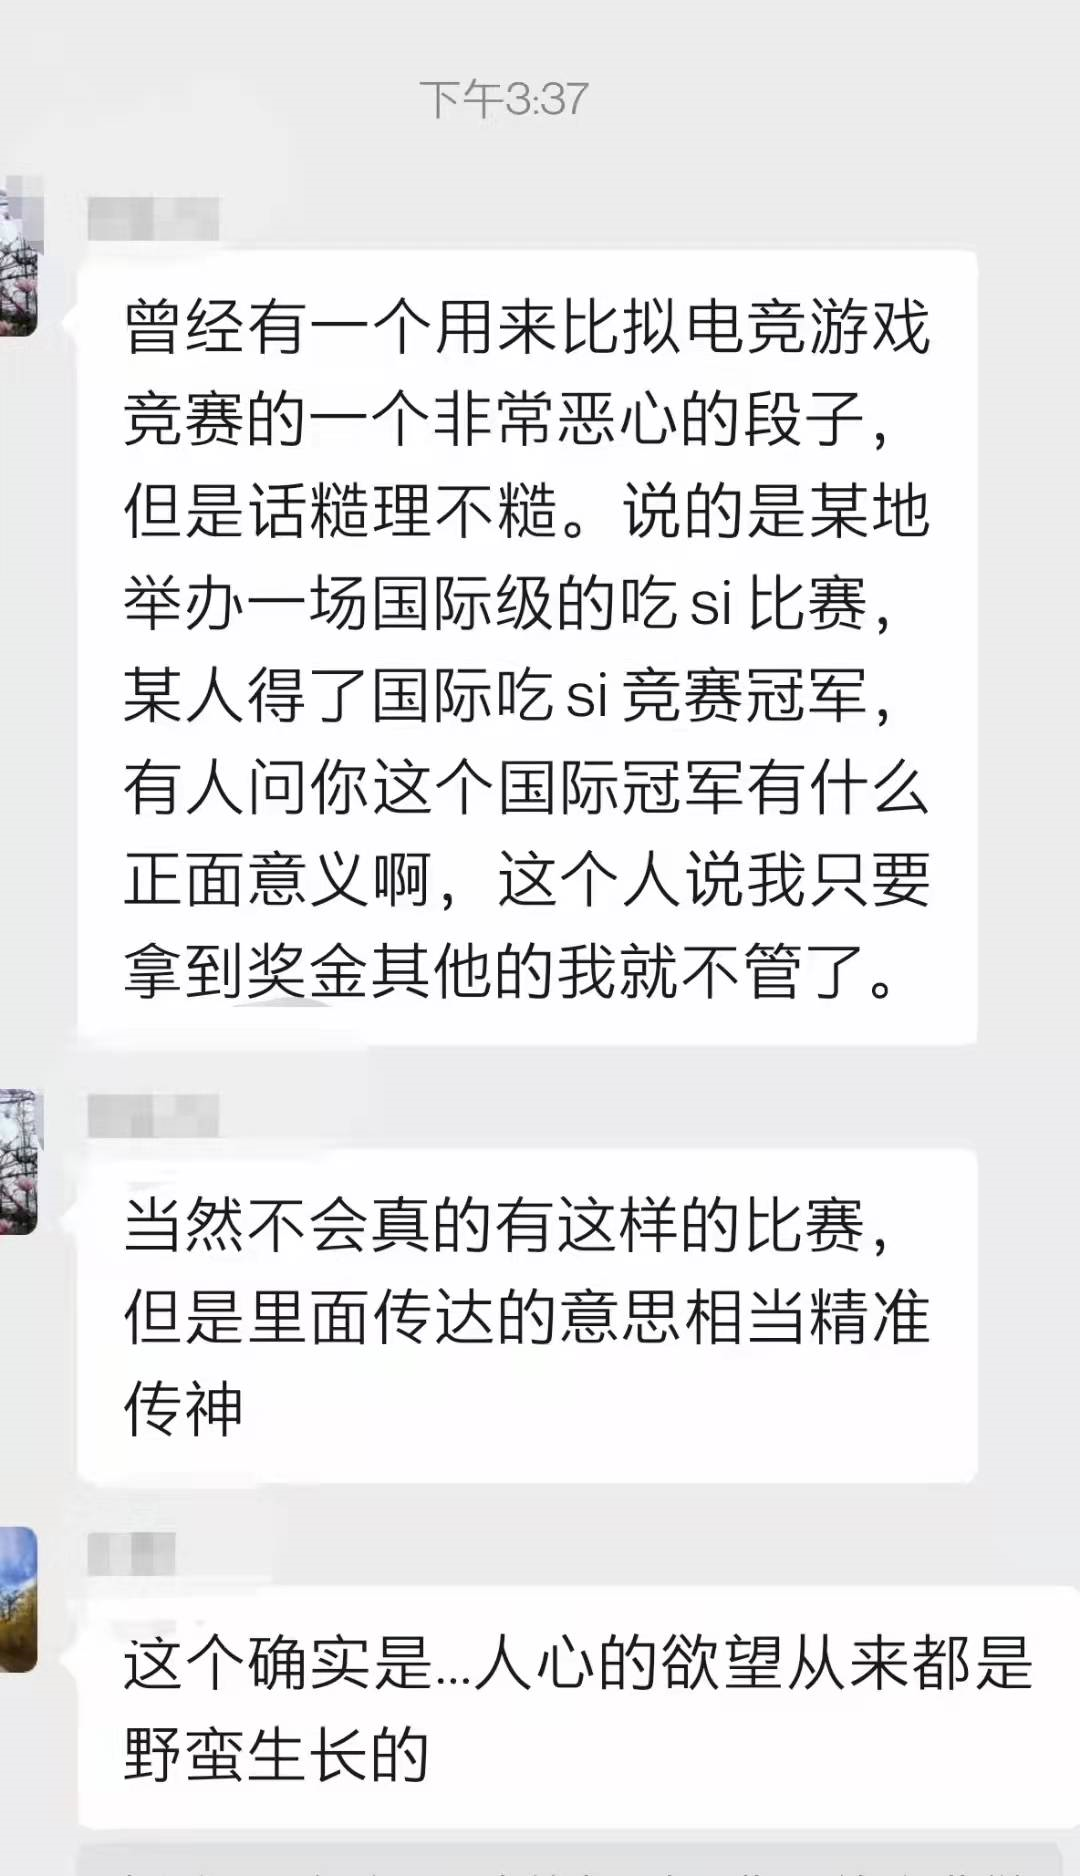 下午3:37
曾经有一个用来比拟电竞游戏
竞赛的一个非常恶心的段子，
但是话糙理不糙。说的是某地
举办一场国际级的吃si比赛，
某人得了国际吃si竞赛冠军，
有人问你这个国际冠军有什么
正面意义啊，这个人说我只要
拿到奖金其他的我就不管了。
当然不会真的有这样的比赛，
但是里面传达的意思相当精准
传神
这个确实是...人心的欲望从来都是
野蛮生长的